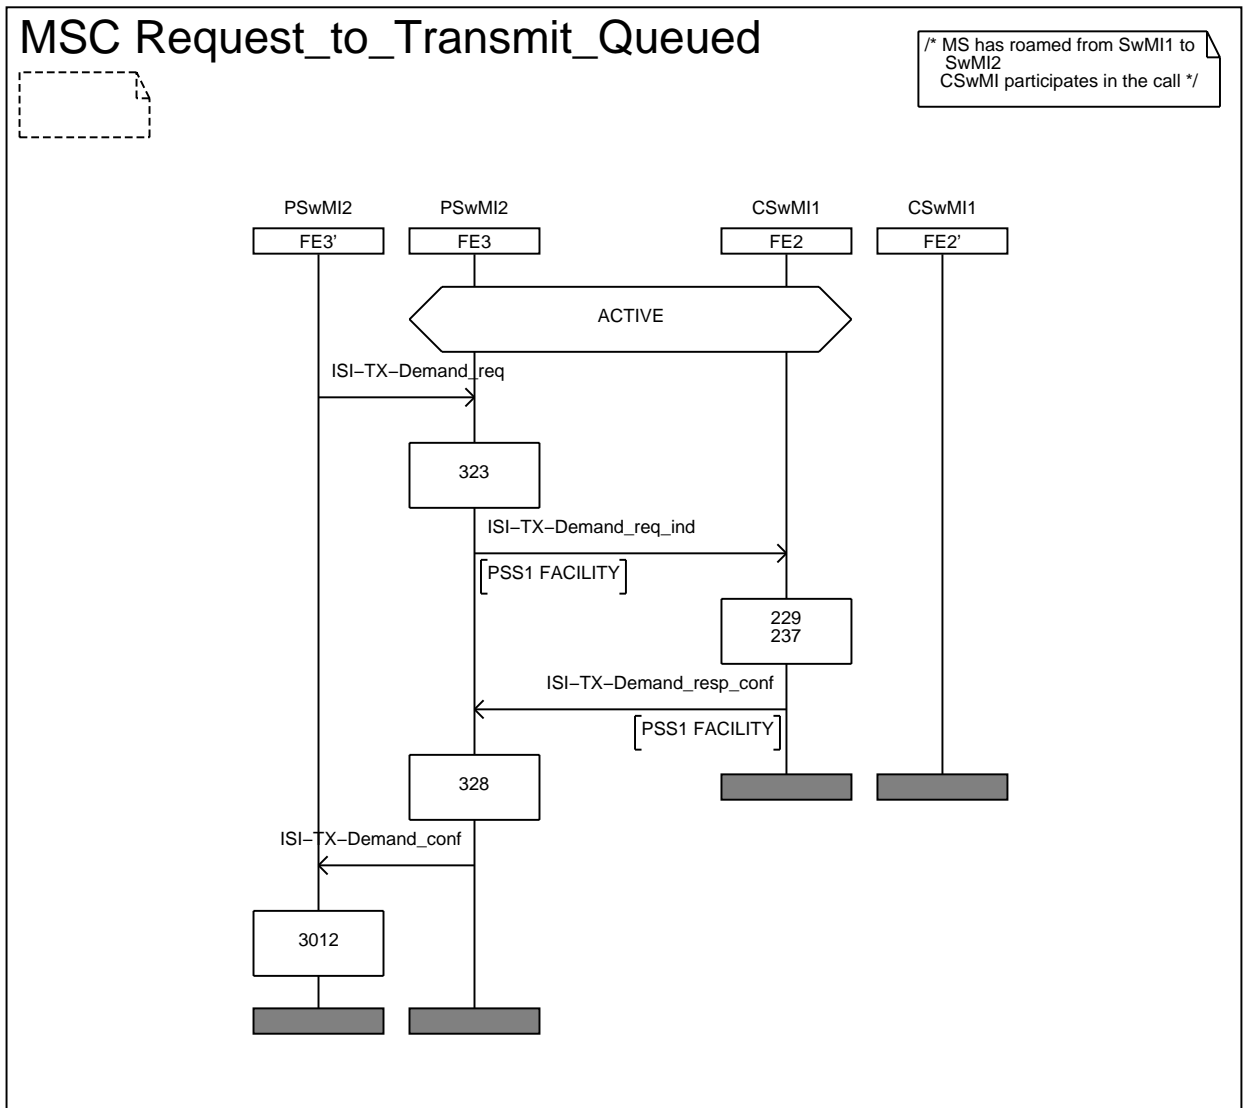 MSC Request_to_Transmit_Queued
/* MS has roamed from SwMI1 to
SwMI2
CSwMI participates in the call */
PSwMI2 PSwMI2 CSwMI1 CSwMI1
FE3' FE3 FE2 FE2'
ACTIVE
ISI−TX−Demand_req
323
ISI−TX−Demand_req_ind
PSS1 FACILITY
229
237
ISI−TX−Demand_resp_conf
PSS1 FACILITY
328
ISI−TX−Demand_conf
3012